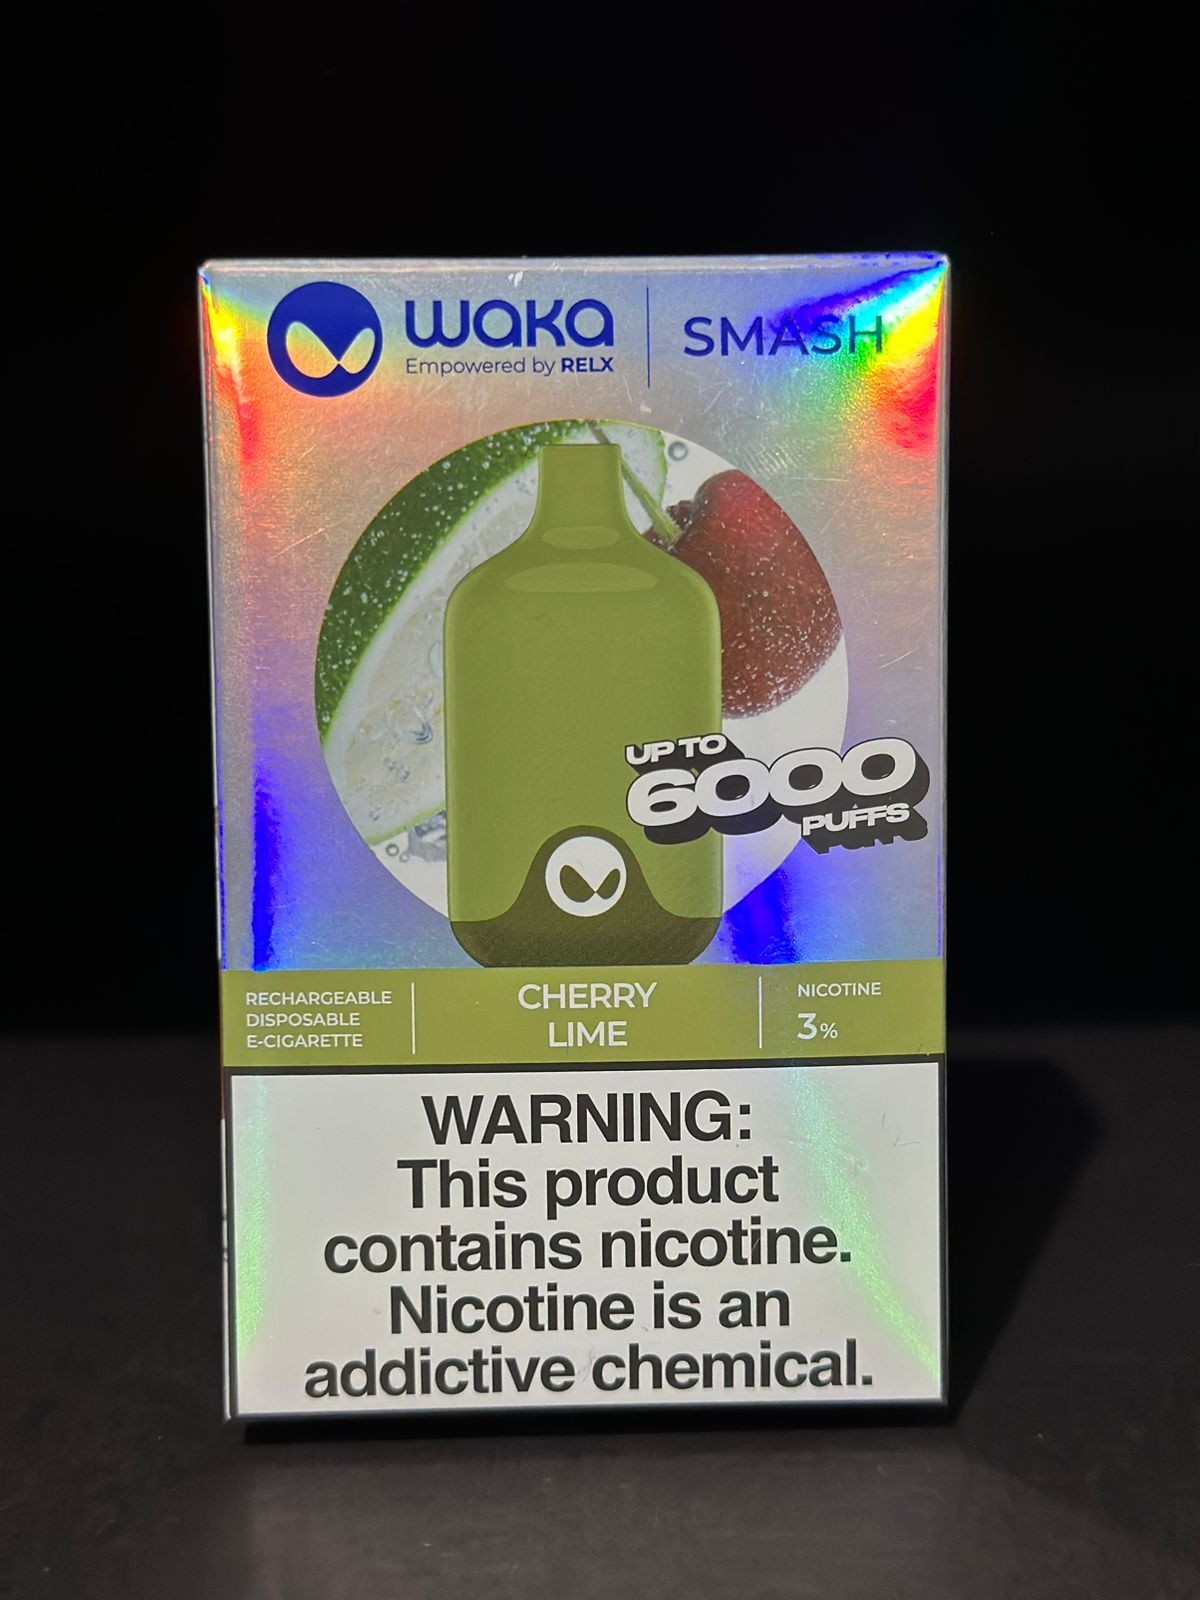 waka
Empowered by RELX
SMASH
UP TO
6000
PUFFS
RECHARGEABLE
DISPOSABLE
E-CIGARETTE
CHERRY
LIME
NICOTINE
3%
WARNING:
This product
contains nicotine.
Nicotine is an
addictive chemical.